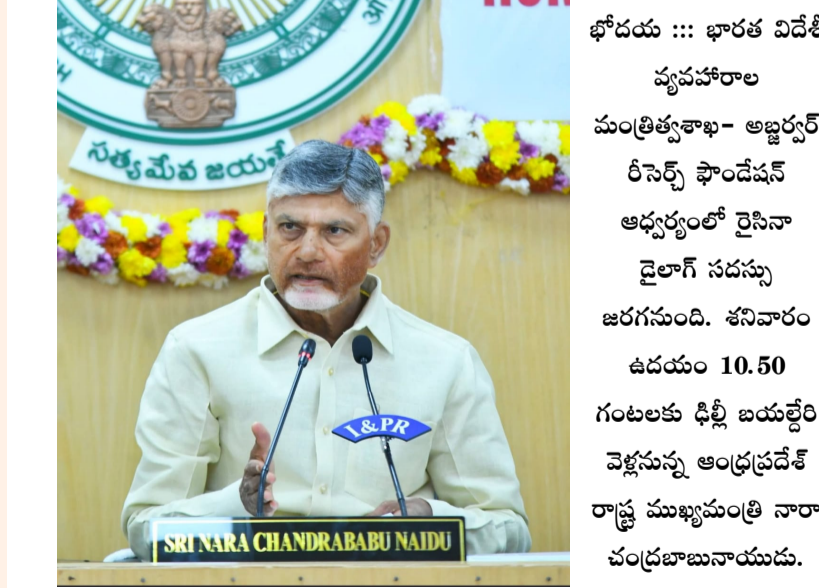 సత్యమేవ జయతే
I&PR
SRI NARA CHANDRABABU NAIDU
భోదయ ::: భారత విదేశీ
వ్యవహారాల
మంత్రిత్వశాఖ- అబ్జర్వర్
రీసెర్చ్ ఫౌండేషన్
ఆధ్వర్యంలో రైసినా
డైలాగ్ సదస్సు
జరగనుంది. శనివారం
ఉదయం 10.50
గంటలకు ఢిల్లీ బయల్దేరి
వెళ్లనున్న ఆంధ్రప్రదేశ్
రాష్ట్ర ముఖ్యమంత్రి నారా
చంద్రబాబునాయుడు.